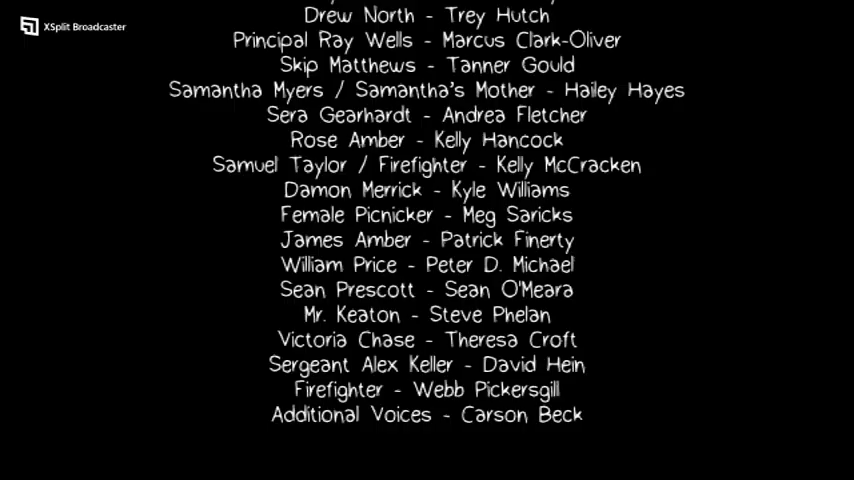 XSplit Broadcaster
Drew North - Trey Hutch
Principal Ray Wells - Marcus Clark-Oliver
Skip Matthews - Tanner Gould
Samantha Myers / Samantha's Mother - Hailey Hayes
Sera Gearhardt - Andrea Fletcher
Rose Amber - Kelly Hancock
Samuel Taylor / Firefighter - Kelly McCracken
Damon Merrick - Kyle Williams
Female Picnicker - Meg Saricks
James Amber - Patrick Finerty
William Price - Peter D. Michael
Sean Prescott - Sean O'Meara
Mr. Keaton - Steve Phelan
Victoria Chase - Theresa Croft
Sergeant Alex Keller - David Hein
Firefighter - Webb Pickersgill
Additional Voices - Carson Beck